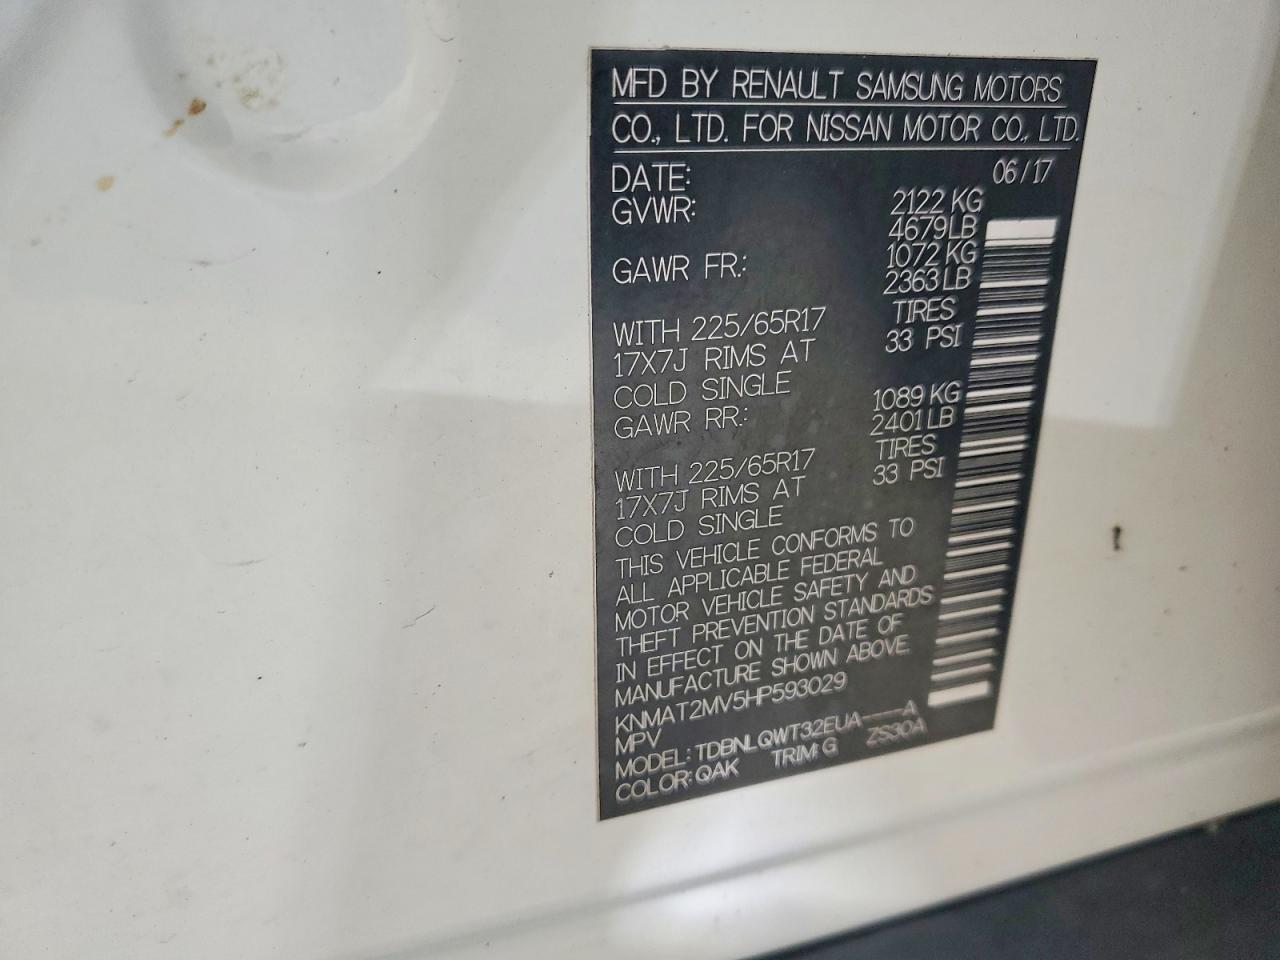 MFD BY RENAULT SAMSUNG MOTORS
CO., LTD. FOR NISSAN MOTOR CO., LTD.
DATE: 06/17
GVWR: 2122 KG
4679LB
GAWR FR.: 1072 KG
2363LB
WITH 225/65R17 TIRES
17X7J RIMS AT 33 PSI
COLD SINGLE
GAWR RR.: 1089 KG
2401LB
WITH 225/65R17 TIRES
17X7J RIMS AT 33 PSI
COLD SINGLE
THIS VEHICLE CONFORMS TO
ALL APPLICABLE FEDERAL
MOTOR VEHICLE SAFETY AND
THEFT PREVENTION STANDARDS
IN EFFECT ON THE DATE OF
MANUFACTURE SHOWN ABOVE.
KNMAT2MV5HP593029
MPV
MODEL: TDBNLQWT32EUA----A
COLOR: QAK TRIM: G ZS30A